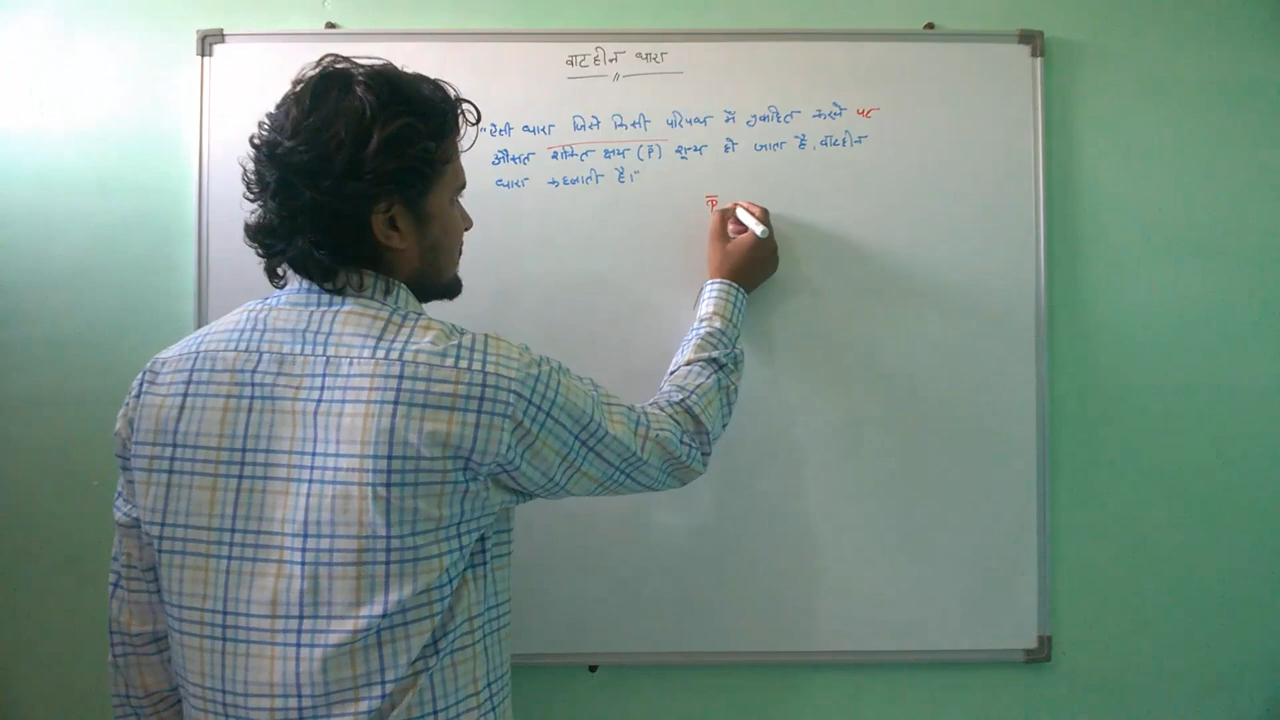 वाटहीन धारा
"ऐसी धारा जिसे किसी परिपथ में प्रवाहित करने पर
औसत शक्ति क्षय (P̅) शून्य हो जाता है, वाटहीन
धारा कहलाती है।"
P̅